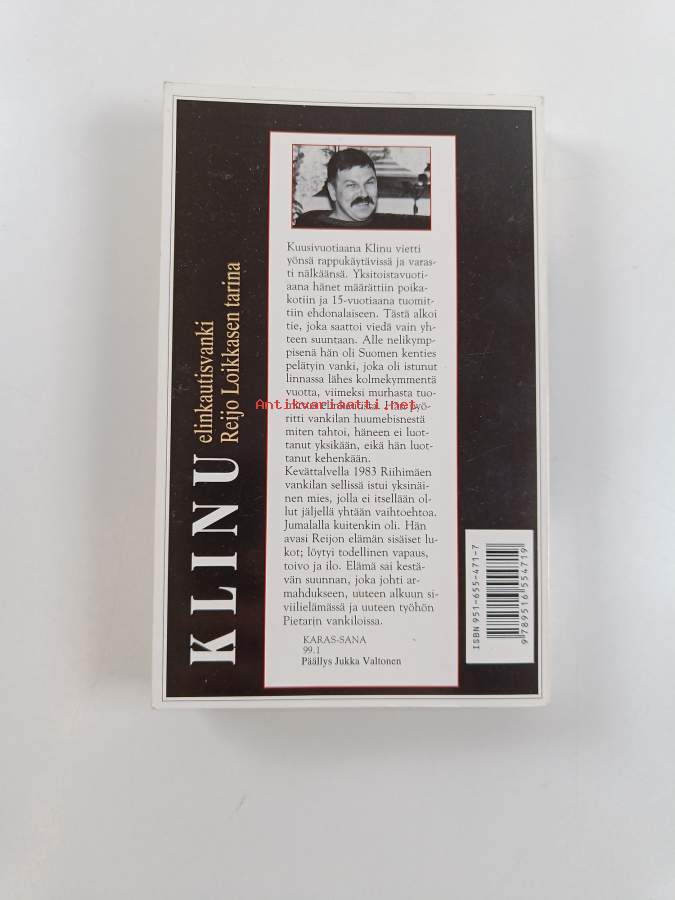 KLINU
elinkautisvanki
Reijo Loikkasen tarina
Kuusivuotiaana Klinu vietti
yönsä rappukäytävissä ja varas-
ti nälkäänsä. Yksitoistavuoti-
aana hänet määrättiin poika-
kotiin ja 15-vuotiaana tuomit-
tiin ehdonalaiseen. Tästä alkoi
tie, joka saattoi viedä vain yh-
teen suuntaan. Alle nelikymp-
pisenä hän oli Suomen kenties
pelätyin vanki, joka oli istunut
linnassa lähes kolmekymmentä
vuotta, viimeksi murhasta tuo-
Antikvariaatti.net
ritti vankilan huumebisnestä
miten tahtoi, häneen ei luot-
tanut yksikään, eikä hän luot-
tanut kehenkään.
Kevättalvella 1983 Riihimäen
vankilan sellissä istui yksinäi-
nen mies, jolla ei itsellään ol-
lut jäljellä yhtään vaihtoehtoa.
Jumalalla kuitenkin oli. Hän
avasi Reijon elämän sisäiset lu-
kot; löytyi todellinen vapaus,
toivo ja ilo. Elämä sai kestä-
vän suunnan, joka johti ar-
mahdukseen, uuteen alkuun si-
viilielämässä ja uuteen työhön
Pietarin vankiloissa.
KARAS-SANA
99.1
Päällys Jukka Valtonen
ISBN 951-655-471-7
9 789516 554719